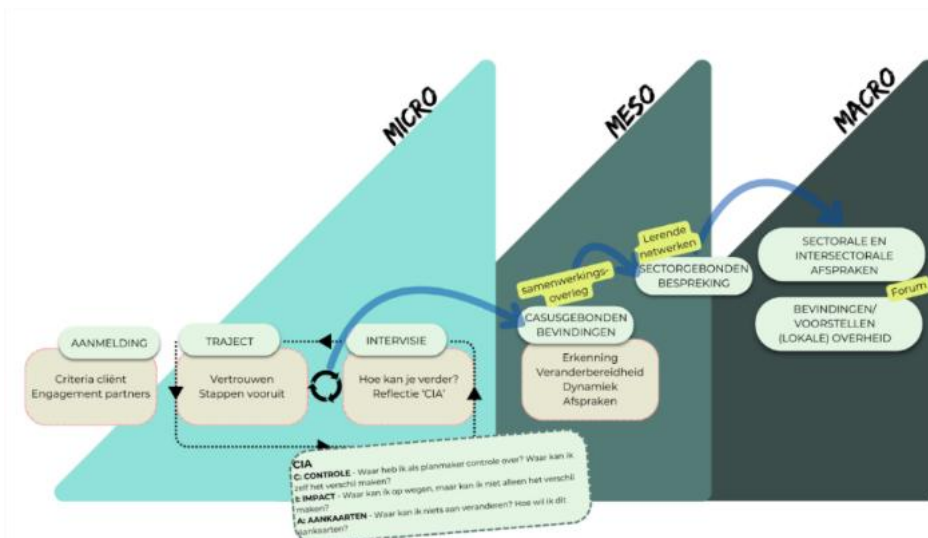 MICRO
MESO
MACRO
AANMELDING
Criteria cliënt
Engagement partners
TRAJECT
Vertrouwen
Stappen vooruit
INTERVISIE
Hoe kan je verder?
Reflectie 'CIA'
CIA
C: CONTROLE - Waar heb ik als planmaker controle over? Waar kan ik
zelf het verschil maken?
I: IMPACT - Waar kan ik op wegen, maar kan ik niet alleen het verschil
maken?
A: AANKAARTEN - Waar kan ik niets aan veranderen? Hoe wil ik dit
aankaarten?
samenwerkings-
overleg
CASUSGEBONDEN
BEVINDINGEN
Erkenning
Veranderbereidheid
Dynamiek
Afspraken
Lerende
netwerken
SECTORGEBONDEN
BESPREKING
SECTORALE EN
INTERSECTORALE
AFSPRAKEN
Forum
BEVINDINGEN/
VOORSTELLEN
(LOKALE) OVERHEID